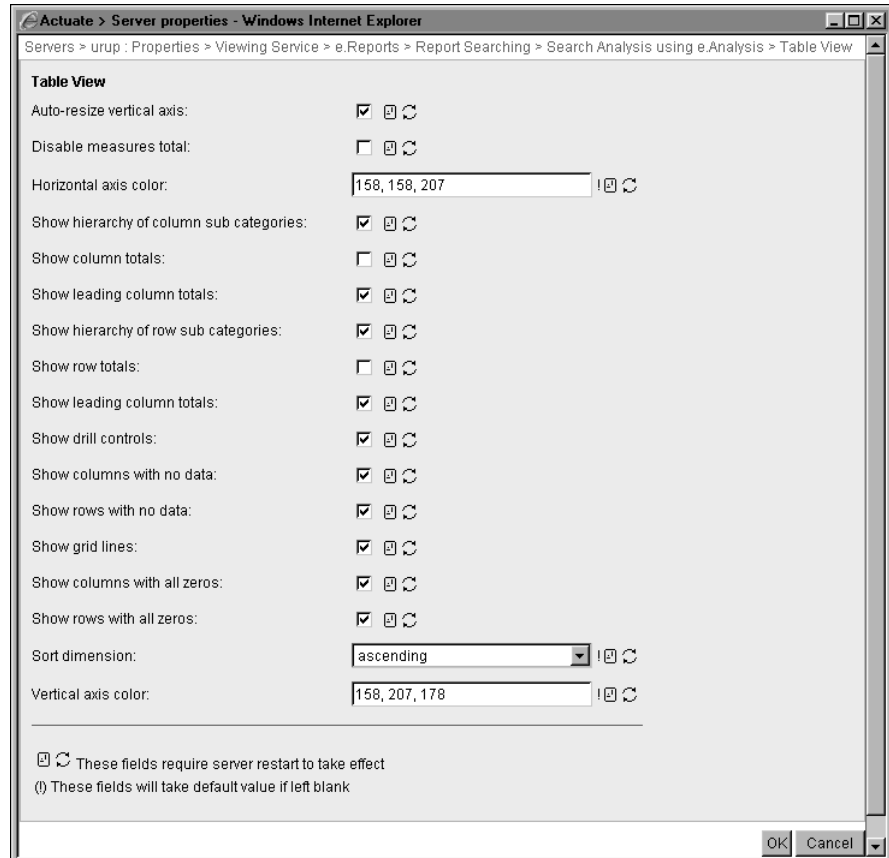 Actuate > Server properties - Windows Internet Explorer
Servers > urup : Properties > Viewing Service > e.Reports > Report Searching > Search Analysis using e.Analysis > Table View
Table View
Auto-resize vertical axis:
Disable measures total:
Horizontal axis color: 158, 158, 207 !
Show hierarchy of column sub categories:
Show column totals:
Show leading column totals:
Show hierarchy of row sub categories:
Show row totals:
Show leading column totals:
Show drill controls:
Show columns with no data:
Show rows with no data:
Show grid lines:
Show columns with all zeros:
Show rows with all zeros:
Sort dimension: ascending !
Vertical axis color: 158, 207, 178 !
These fields require server restart to take effect
(!) These fields will take default value if left blank
OK Cancel